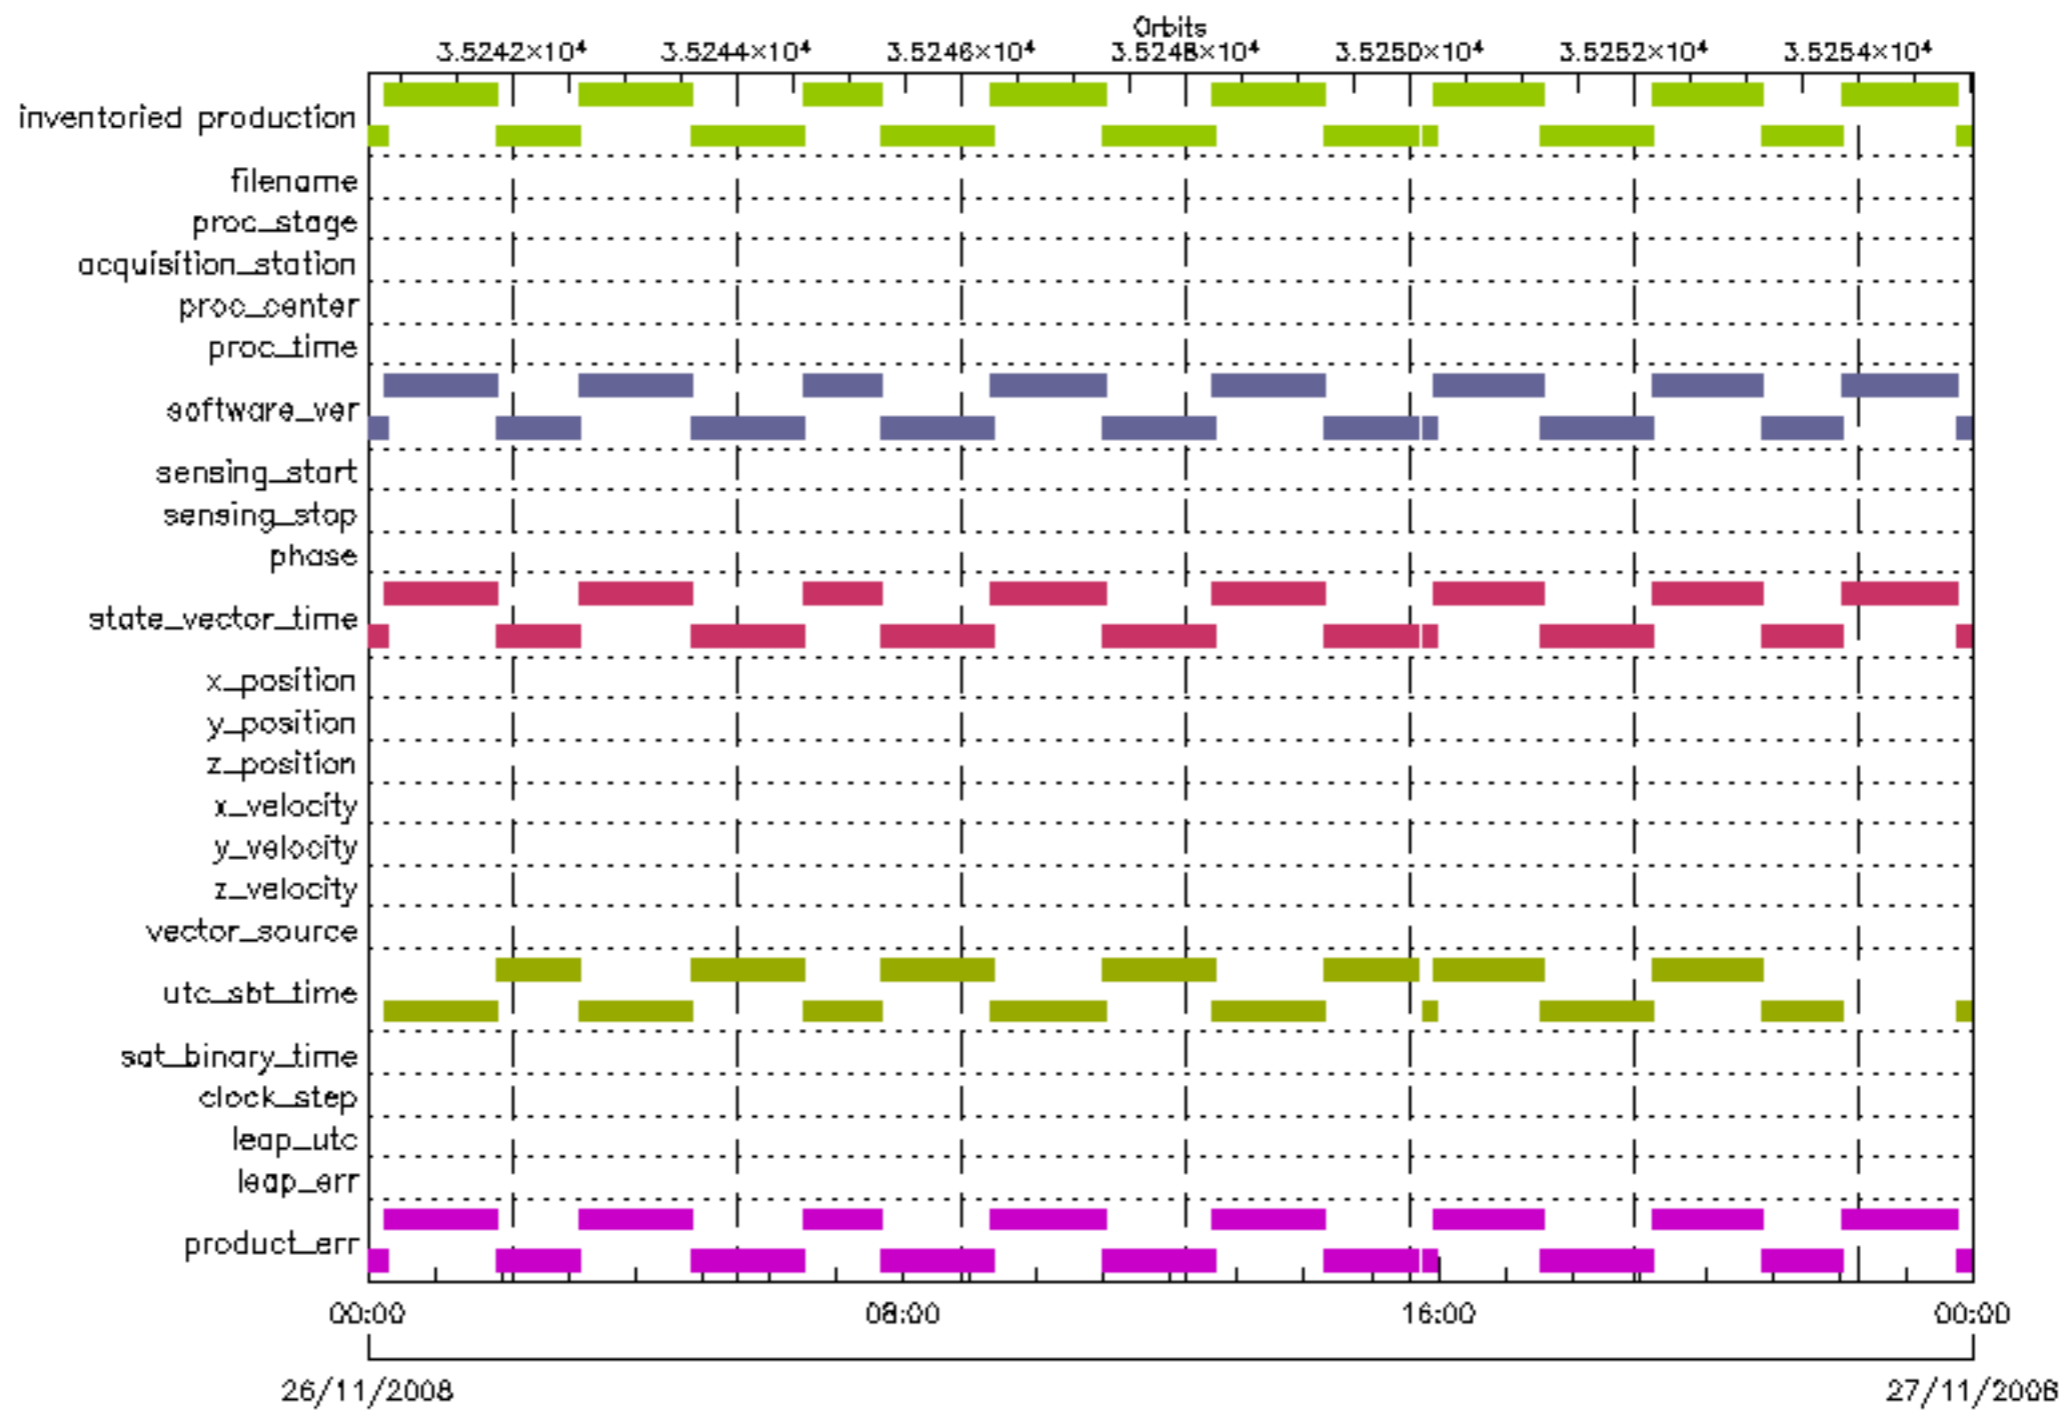 Orbits
3.5242×10⁴ 3.5244×10⁴ 3.5246×10⁴ 3.5248×10⁴ 3.5250×10⁴ 3.5252×10⁴ 3.5254×10⁴
inventoried production
filename
proc_stage
acquisition_station
proc_center
proc_time
software_ver
sensing_start
sensing_stop
phase
state_vector_time
x_position
y_position
z_position
x_velocity
y_velocity
z_velocity
vector_source
utc_sbt_time
sat_binary_time
clock_step
leap_utc
leap_err
product_err
00:00 08:00 16:00 00:00
26/11/2008 27/11/2008